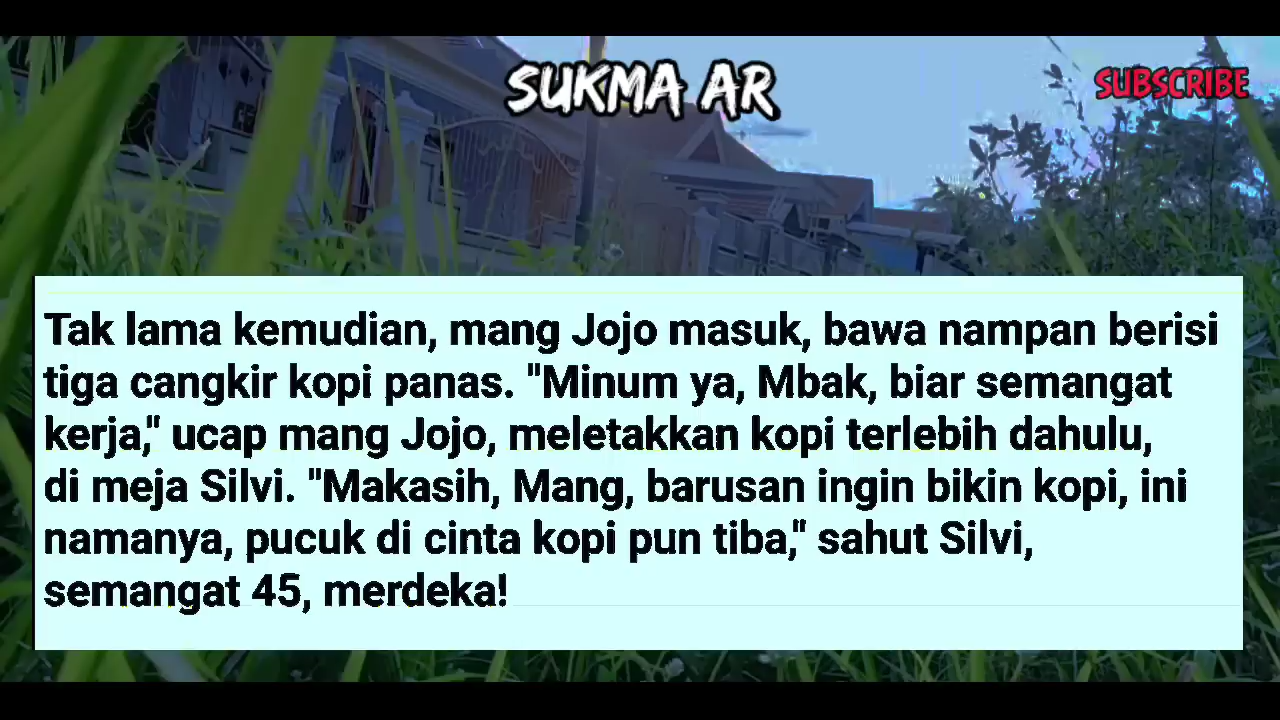 SUKMA AR
SUBSCRIBE
Tak lama kemudian, mang Jojo masuk, bawa nampan berisi
tiga cangkir kopi panas. "Minum ya, Mbak, biar semangat
kerja," ucap mang Jojo, meletakkan kopi terlebih dahulu,
di meja Silvi. "Makasih, Mang, barusan ingin bikin kopi, ini
namanya, pucuk di cinta kopi pun tiba," sahut Silvi,
semangat 45, merdeka!